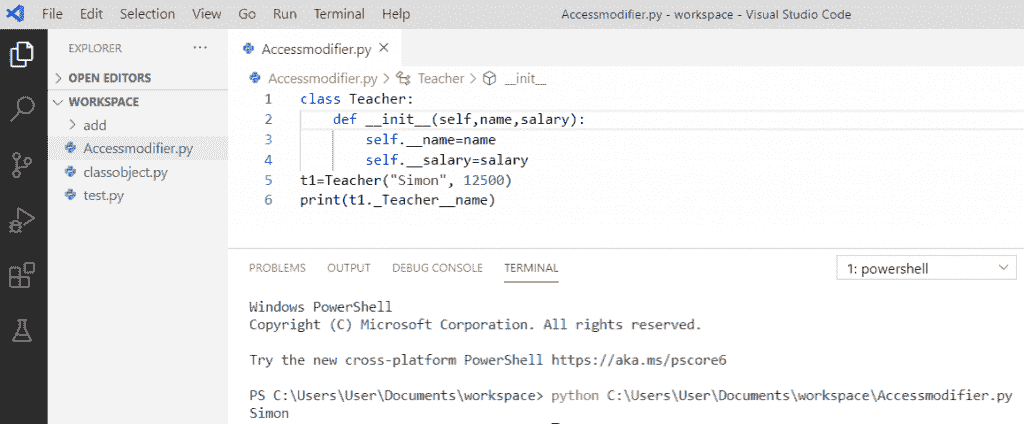 File Edit Selection View Go Run Terminal Help Accessmodifier.py - workspace - Visual Studio Code
EXPLORER ...
OPEN EDITORS
WORKSPACE
add
Accessmodifier.py
classobject.py
test.py
Accessmodifier.py
Accessmodifier.py > Teacher > __init__
1 class Teacher:
2     def __init__(self,name,salary):
3         self.__name=name
4         self.__salary=salary
5 t1=Teacher("Simon", 12500)
6 print(t1._Teacher__name)
PROBLEMS OUTPUT DEBUG CONSOLE TERMINAL 1: powershell
Windows PowerShell
Copyright (C) Microsoft Corporation. All rights reserved.
Try the new cross-platform PowerShell https://aka.ms/pscore6
PS C:\Users\User\Documents\workspace> python C:\Users\User\Documents\workspace\Accessmodifier.py
Simon